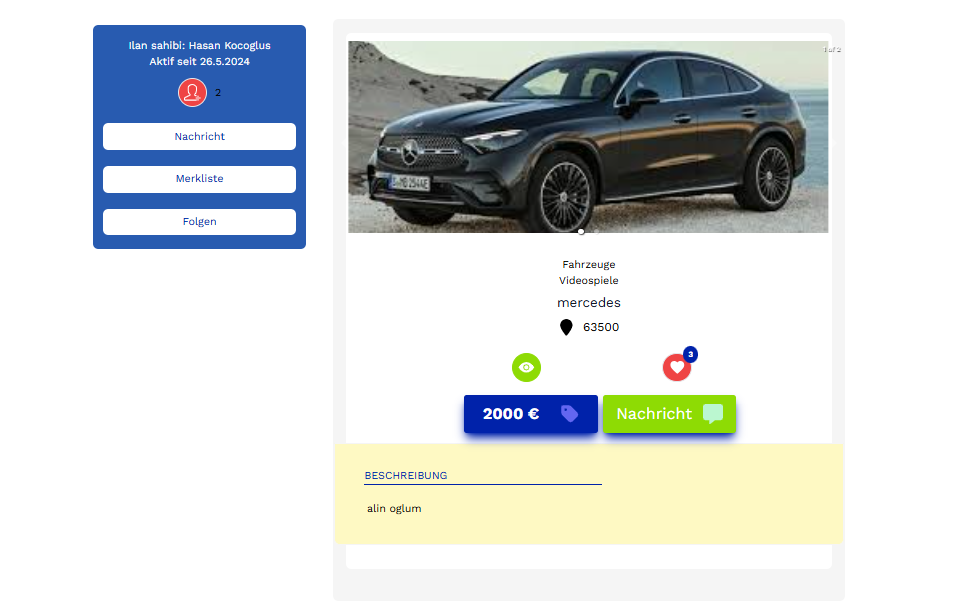 Ilan sahibi: Hasan Kocoglus
Aktif seit 26.5.2024
2
Nachricht
Merkliste
Folgen
1 of 2
Fahrzeuge
Videospiele
mercedes
63500
3
2000 €
Nachricht
BESCHREIBUNG
alin oglum